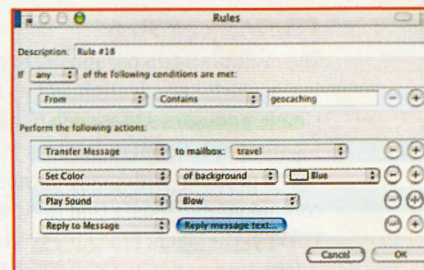 Rules
Description: Rule #18
If any of the following conditions are met:
From Contains geocaching
Perform the following actions:
Transfer Message to mailbox: travel
Set Color of background Blue
Play Sound Blow
Reply to Message Reply message text...
Cancel OK